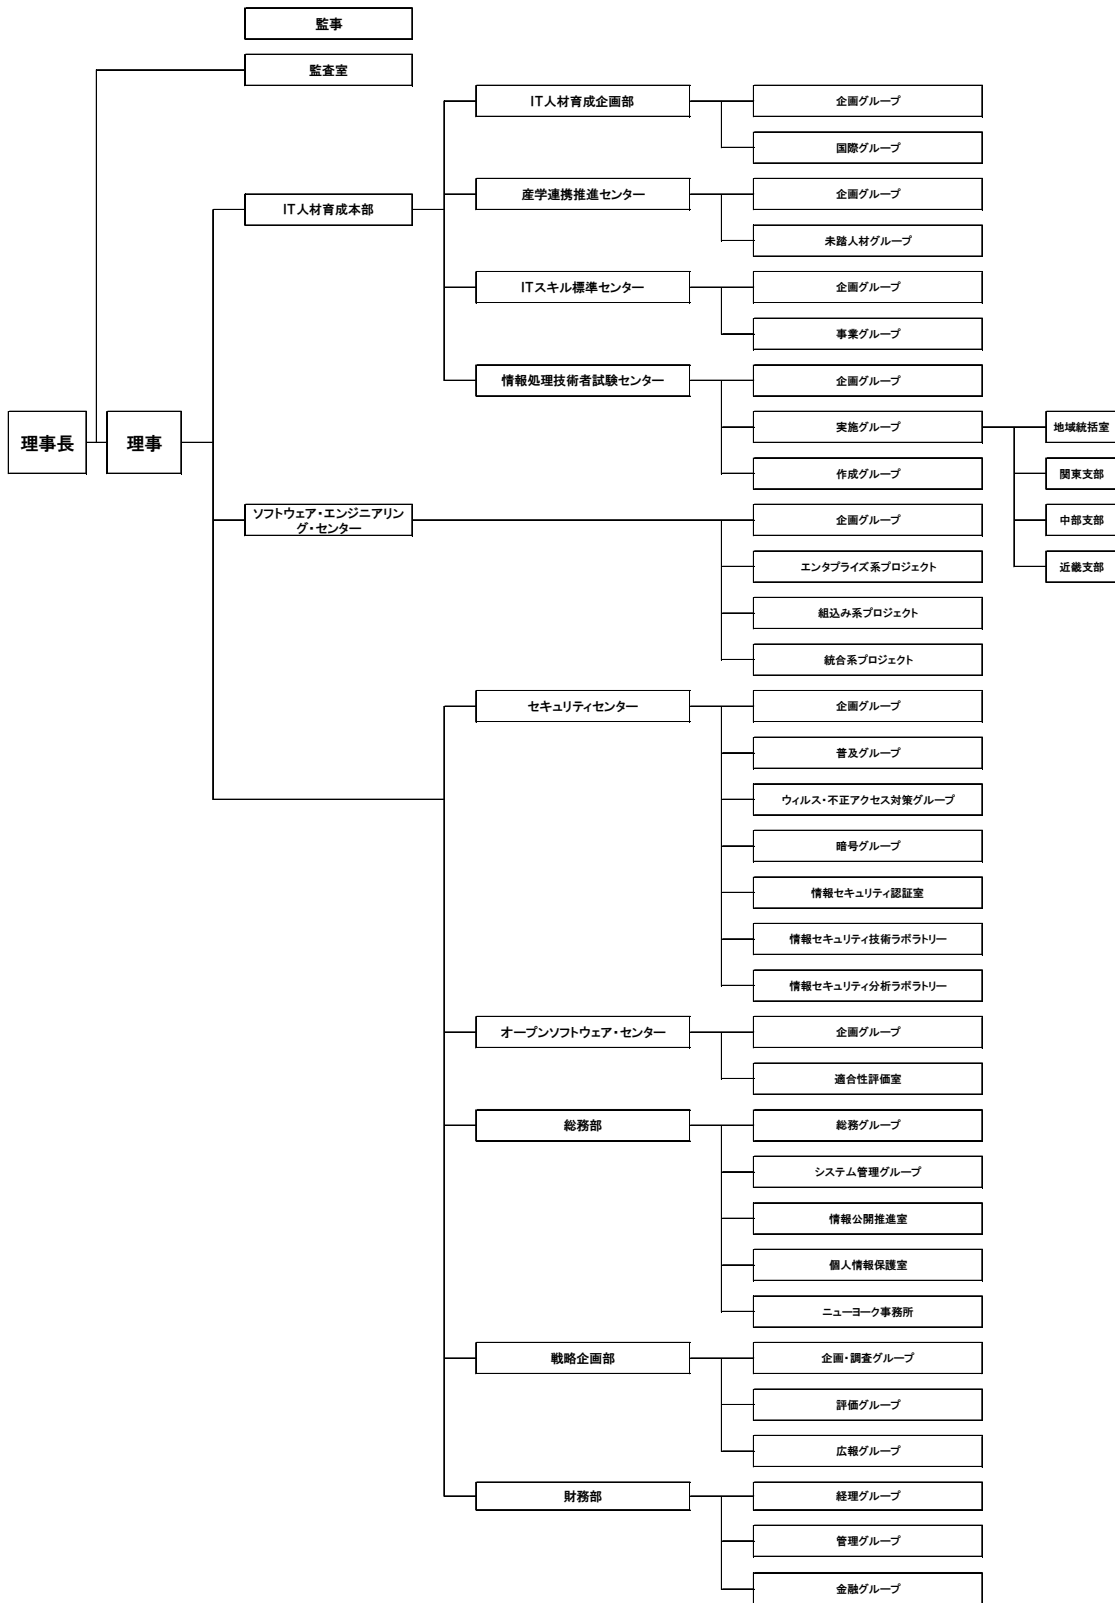 監事
監査室
IT人材育成企画部
企画グループ
国際グループ
産学連携推進センター
企画グループ
IT人材育成本部
未踏人材グループ
ITスキル標準センター
企画グループ
事業グループ
情報処理技術者試験センター
企画グループ
理事長
理事
実施グループ
地域統括室
作成グループ
関東支部
ソフトウェア・エンジニアリン
グ・センター
企画グループ
中部支部
エンタプライズ系プロジェクト
近畿支部
組込み系プロジェクト
統合系プロジェクト
セキュリティセンター
企画グループ
普及グループ
ウィルス・不正アクセス対策グループ
暗号グループ
情報セキュリティ認証室
情報セキュリティ技術ラボラトリー
情報セキュリティ分析ラボラトリー
オープンソフトウェア・センター
企画グループ
適合性評価室
総務部
総務グループ
システム管理グループ
情報公開推進室
個人情報保護室
ニューヨーク事務所
戦略企画部
企画・調査グループ
評価グループ
広報グループ
財務部
経理グループ
管理グループ
金融グループ